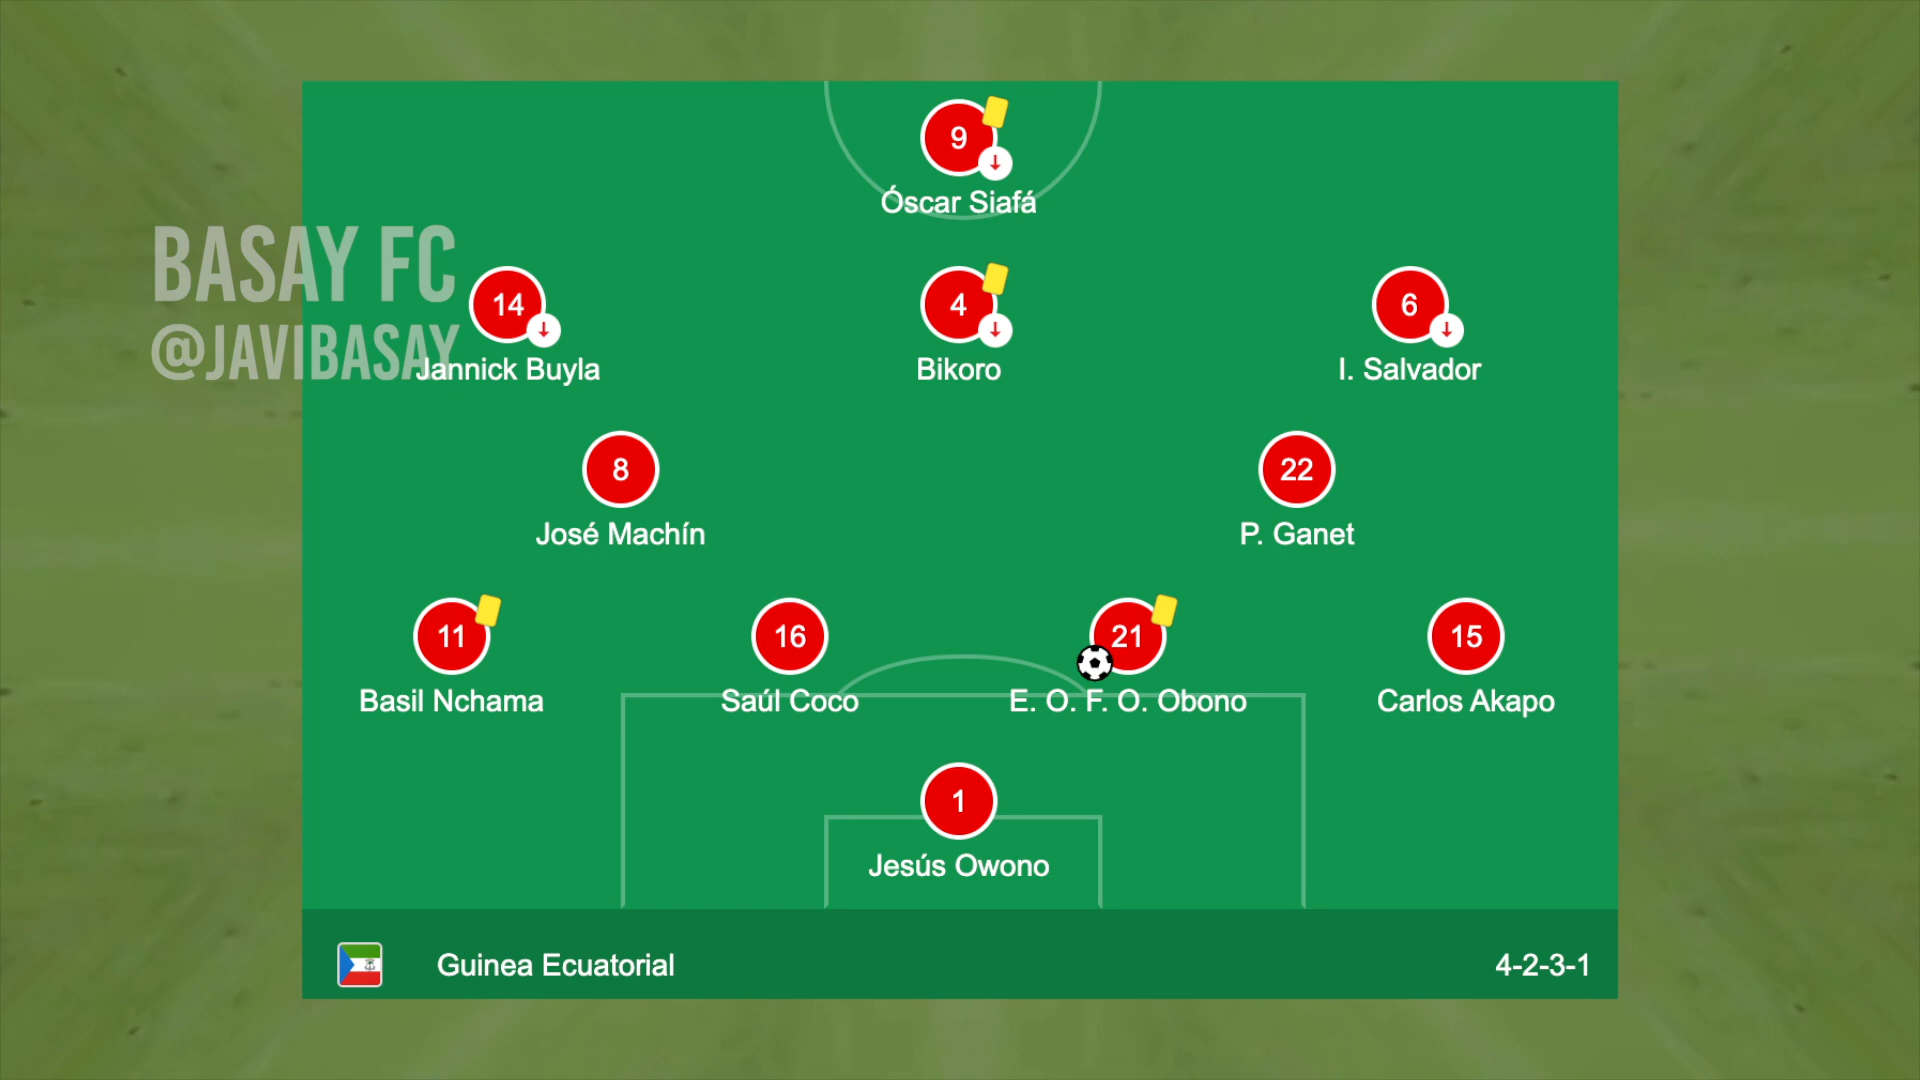 9
Óscar Siafá
BASAY FC
@JAVIBASAY
14
Jannick Buyla
4
Bikoro
6
I. Salvador
8
José Machín
22
P. Ganet
11
Basil Nchama
16
Saúl Coco
21
E. O. F. O. Obono
15
Carlos Akapo
1
Jesús Owono
Guinea Ecuatorial
4-2-3-1